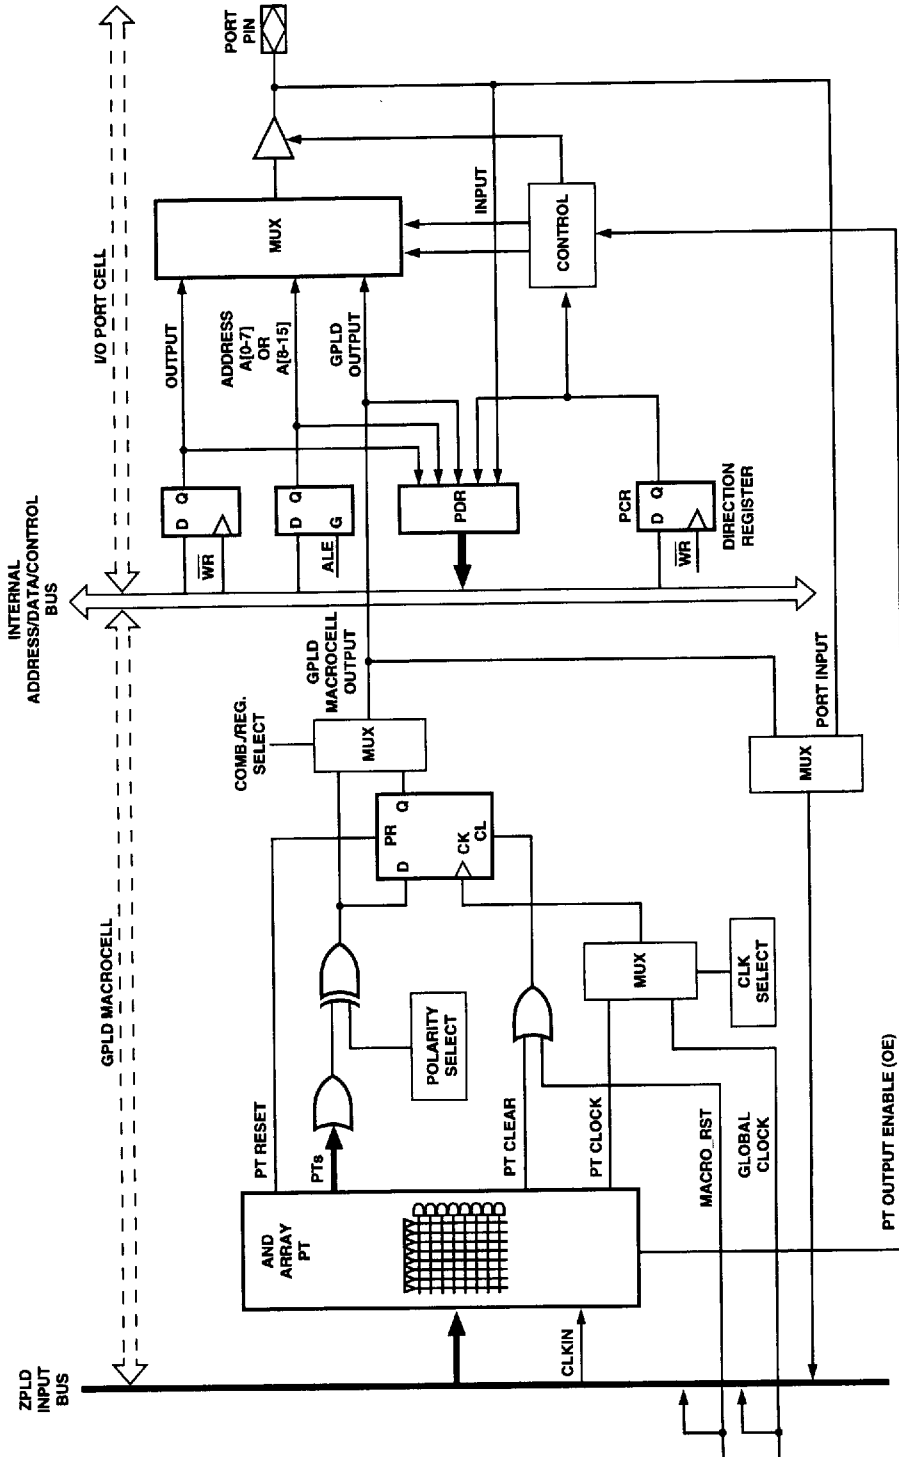 ZPLD
INPUT
BUS
GPLD MACROCELL
INTERNAL
ADDRESS/DATA/CONTROL
BUS
I/O PORT CELL
PORT
PIN
AND
ARRAY
PT
CLKIN
PT RESET
PTs
PT CLEAR
PT CLOCK
MACRO_RST
GLOBAL
CLOCK
PT OUTPUT ENABLE (OE)
POLARITY
SELECT
MUX
CLK
SELECT
PR
D
Q
CK
CL
COMB./REG.
SELECT
MUX
GPLD
MACROCELL
OUTPUT
MUX
PORT INPUT
D
Q
WR
D
Q
G
ALE
PDR
PCR
D
Q
WR
DIRECTION
REGISTER
OUTPUT
ADDRESS
A[0-7]
OR
A[8-15]
GPLD
OUTPUT
MUX
INPUT
CONTROL